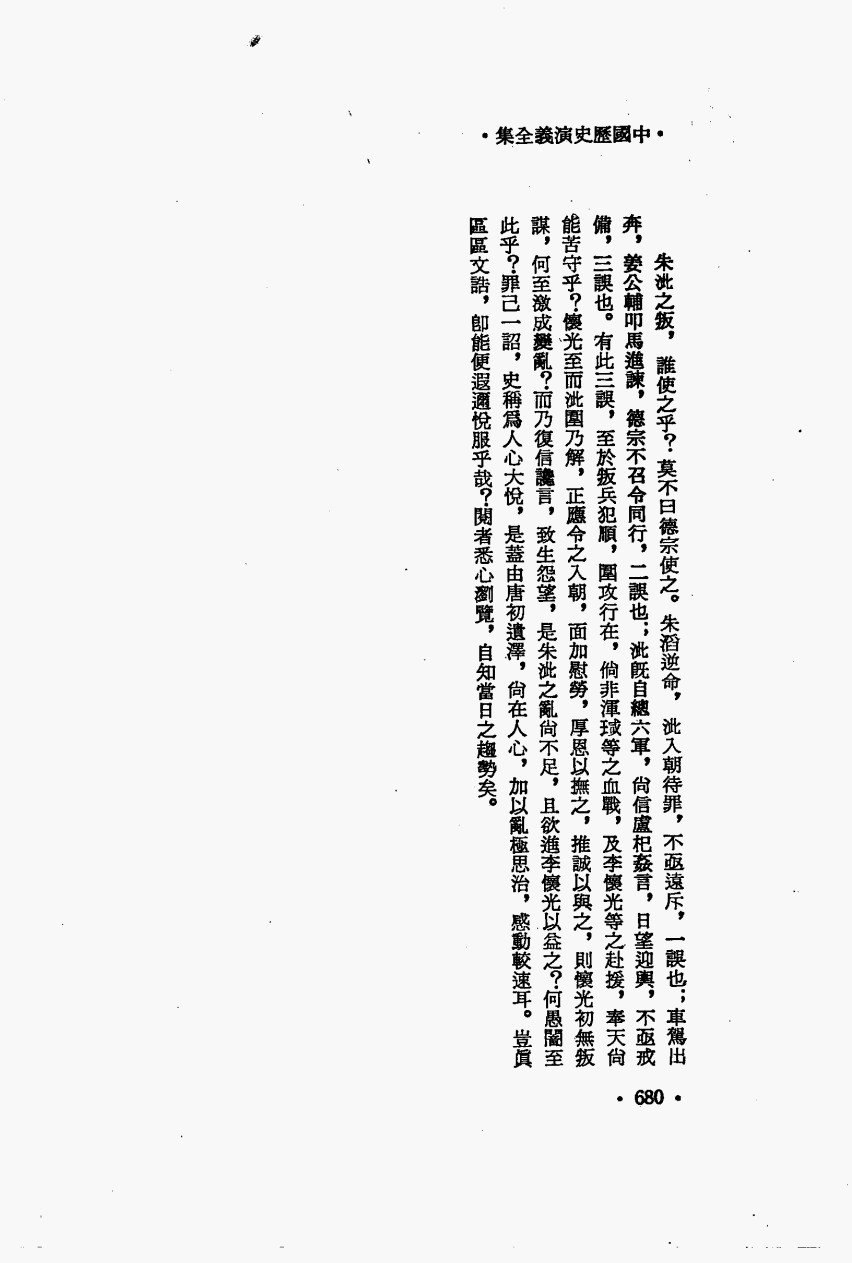 •中國歷史演義全集•
朱泚之叛，誰使之乎？莫不曰德宗使之。朱滔逆命，泚入朝待罪，不亟遠斥，一誤也；車駕出
奔，姜公輔叩馬進諫，德宗不召令同行，二誤也；泚既自總六軍，尙信盧杞姦言，日望迎輿，不亟戒
備，三誤也。有此三誤，至於叛兵犯順，圍攻行在，倘非渾瑊等之血戰，及李懷光等之赴援，奉天尙
能苦守乎？懷光至而泚圍乃解，正應令之入朝，面加慰勞，厚恩以撫之，推誠以與之，則懷光初無叛
謀，何至激成變亂？而乃復信讒言，致生怨望，是朱泚之亂尙不足，且欲進李懷光以益之？何愚闇至
此乎？罪己一詔，史稱爲人心大悅，是蓋由唐初遺澤，尙在人心，加以亂極思治，感動較速耳。豈眞
區區文誥，卽能便遐邇悅服乎哉？閱者悉心瀏覽，自知當日之趨勢矣。
•680•